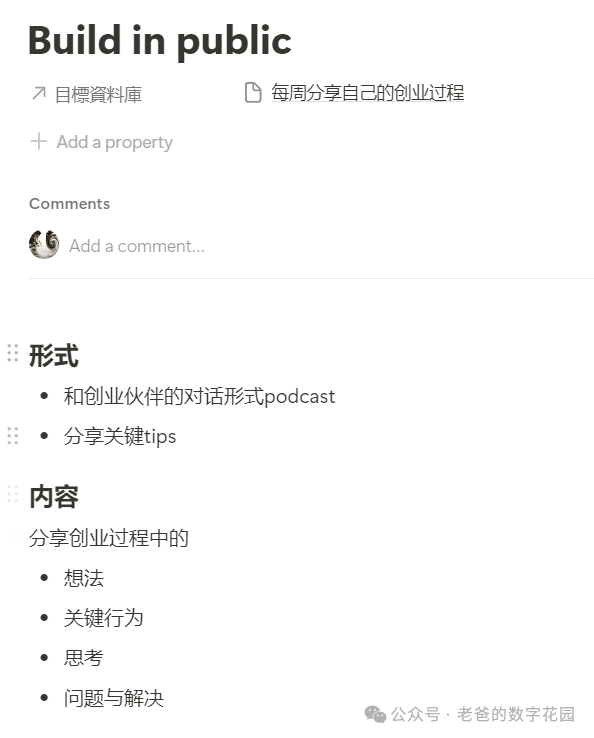 Build in public
目標資料庫 每周分享自己的创业过程
Add a property
Comments
Add a comment...
形式
• 和创业伙伴的对话形式podcast
• 分享关键tips
内容
分享创业过程中的
• 想法
• 关键行为
• 思考
• 问题与解决
公众号 · 老爸的数字花园